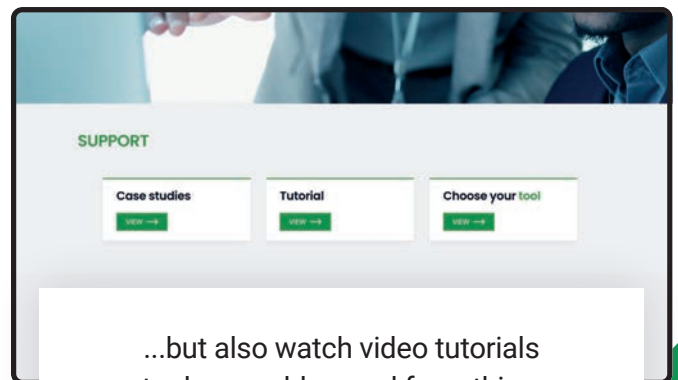 SUPPORT
Case studies
Tutorial
Choose your tool
VIEW →
VIEW →
VIEW →
...but also watch video tutorials